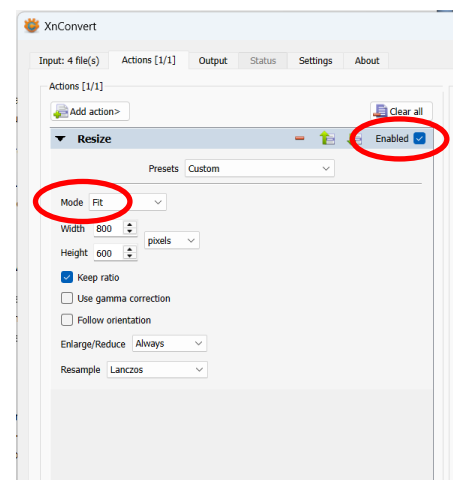 XnConvert
Input: 4 file(s) Actions [1/1] Output Status Settings About
Actions [1/1]
Add action> Clear all
Resize Enabled
Presets Custom
Mode Fit
Width 800
pixels
Height 600
Keep ratio
Use gamma correction
Follow orientation
Enlarge/Reduce Always
Resample Lanczos